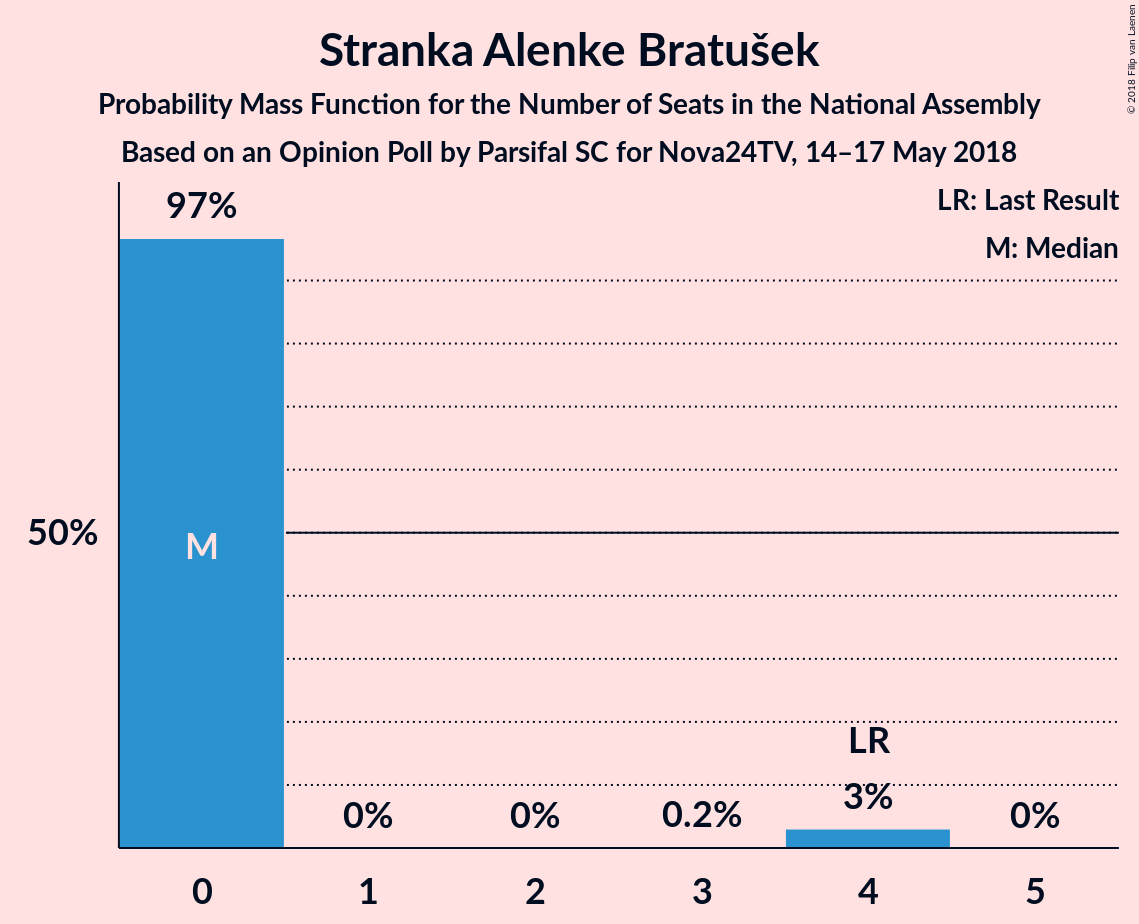 Stranka Alenke Bratušek
Probability Mass Function for the Number of Seats in the National Assembly
Based on an Opinion Poll by Parsifal SC for Nova24TV, 14–17 May 2018
© 2018 Filip van Laenen
LR: Last Result
M: Median
97%
50%
M
LR
0%
0%
0.2%
3%
0%
0 1 2 3 4 5